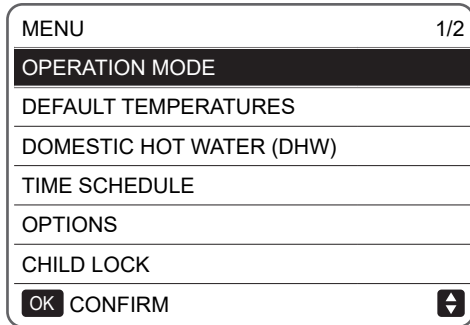 MENU 1/2
OPERATION MODE
DEFAULT TEMPERATURES
DOMESTIC HOT WATER (DHW)
TIME SCHEDULE
OPTIONS
CHILD LOCK
OK CONFIRM